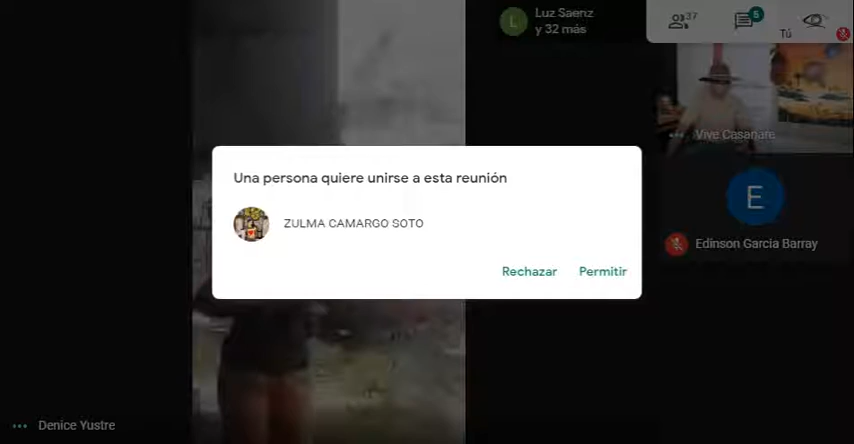 Luz Saenz
y 32 más
37
5
Tú
L
Vive Casanare
Una persona quiere unirse a esta reunión
ZULMA CAMARGO SOTO
E
Edinson Garcia Barray
Rechazar
Permitir
Denice Yustre